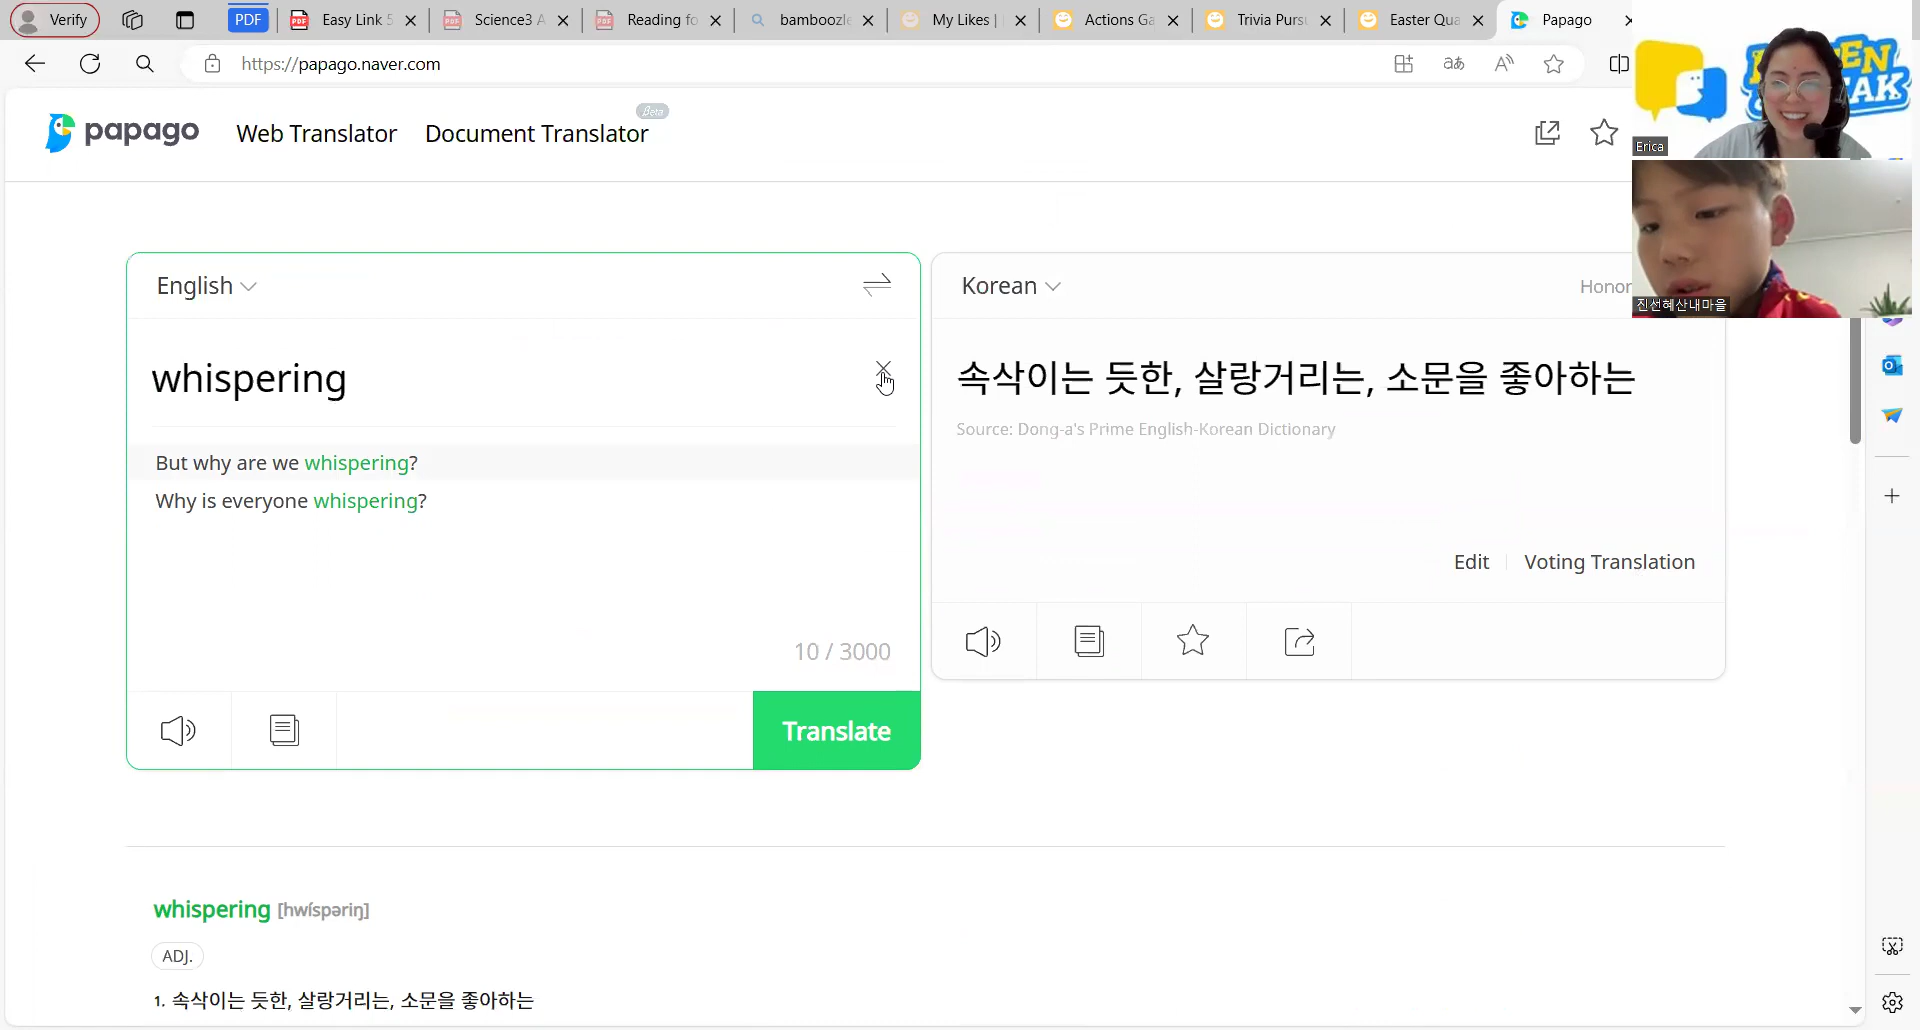 Verify
PDF
Easy Link 5
Science3 A
Reading fo
bamboozle
My Likes |
Actions Ga
Trivia Purs
Easter Qua
Papago
https://papago.naver.com
papago
Web Translator
Document Translator
Beta
Erica
진선혜산내마을
English
Korean
Honor
whispering
속삭이는 듯한, 살랑거리는, 소문을 좋아하는
Source: Dong-a's Prime English-Korean Dictionary
But why are we whispering?
Why is everyone whispering?
Edit
Voting Translation
10 / 3000
Translate
whispering [hwíspəriŋ]
ADJ.
1. 속삭이는 듯한, 살랑거리는, 소문을 좋아하는